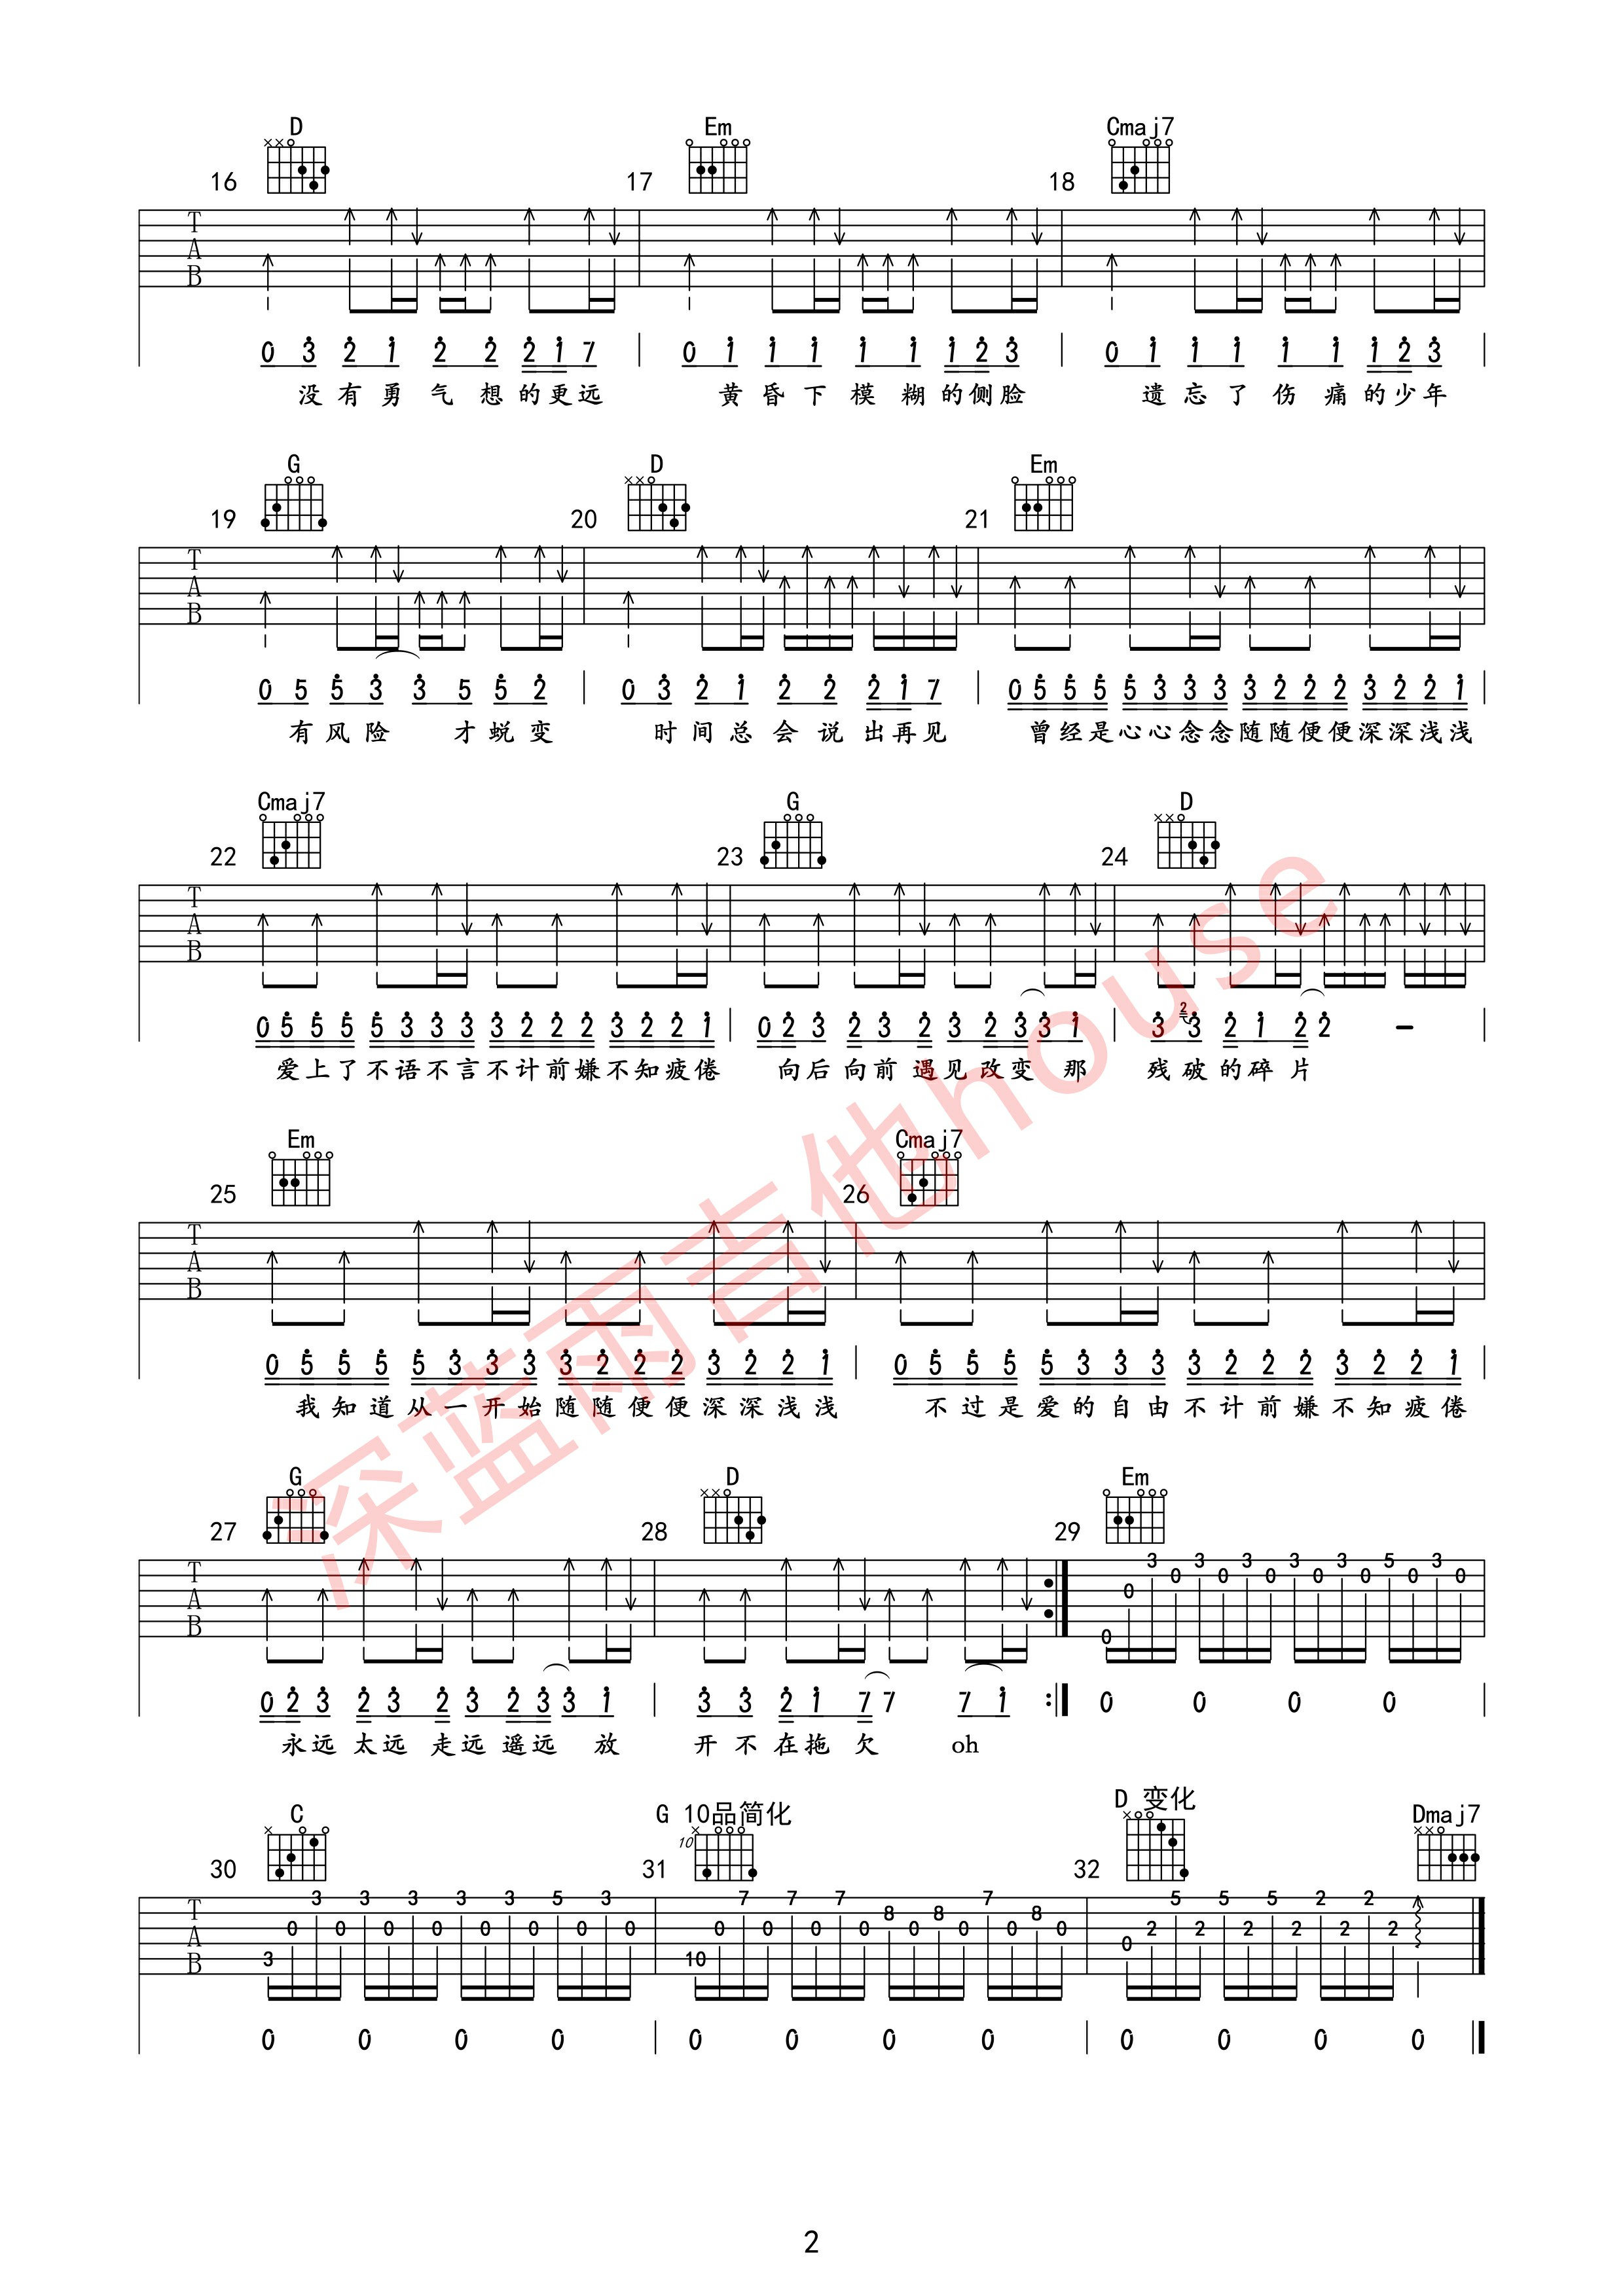 D Em Cmaj7
16 17 18
T
A
B
0 3 2 1 2 2 2 1 7 0 1 1 1 1 1 1 2 3 0 1 1 1 1 1 1 2 3
没有勇气想的更远 黄昏下模糊的侧脸 遗忘了伤痛的少年
G D Em
19 20 21
T
A
B
0 5 5 3 3 5 5 2 0 3 2 1 2 2 2 1 7 0 5 5 5 5 3 3 3 3 2 2 2 3 2 2 1
有风险 才蜕变 时间总会说出再见 曾经是心心念念随随便便深深浅浅
Cmaj7 G D
22 23 24
T
A
B
0 5 5 5 5 3 3 3 3 2 2 2 3 2 2 1 0 2 3 2 3 2 3 2 3 3 1 3 2 3 2 1 2 2 -
爱上了不语不言不计前嫌不知疲倦 向后向前遇见改变 那 残破的碎片
Em Cmaj7
25 26
T
A
B
0 5 5 5 5 3 3 3 3 2 2 2 3 2 2 1 0 5 5 5 5 3 3 3 3 2 2 2 3 2 2 1
我知道从一开始随随便便深深浅浅 不过是爱的自由不计前嫌不知疲倦
G D Em
27 28 29
T
A
B
3 3 3 3 3 5 3
0 0 0 0 0 0 0 0
0
0 2 3 2 3 2 3 2 3 3 1 3 3 2 1 7 7 7 1 0 0 0 0
永远太远走远遥远 放 开不在拖欠 oh
C G 10品简化 D 变化 Dmaj7
10
30 31 32
T
A
B
3 3 3 3 3 5 3 7 7 7 7 5 5 5 2 2
8 8 8
0 0 0 0 0 0 0 0 0 0 0 0 0 0 0 0 2 2 2 2 2 2 2
0
3 10
0 0 0 0 0 0 0 0 0 0 0 0
深蓝雨吉他house
2